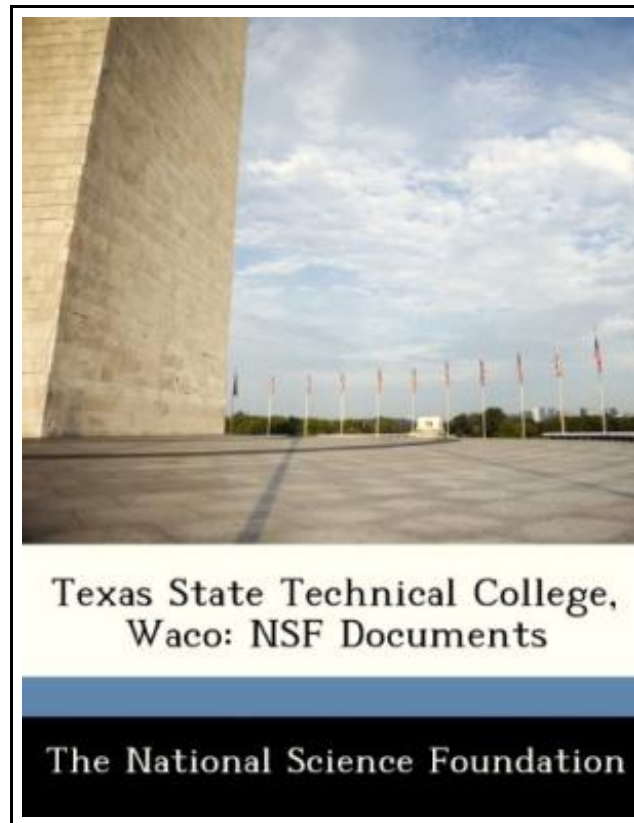 Texas State Technical College,
Waco: NSF Documents
The National Science Foundation